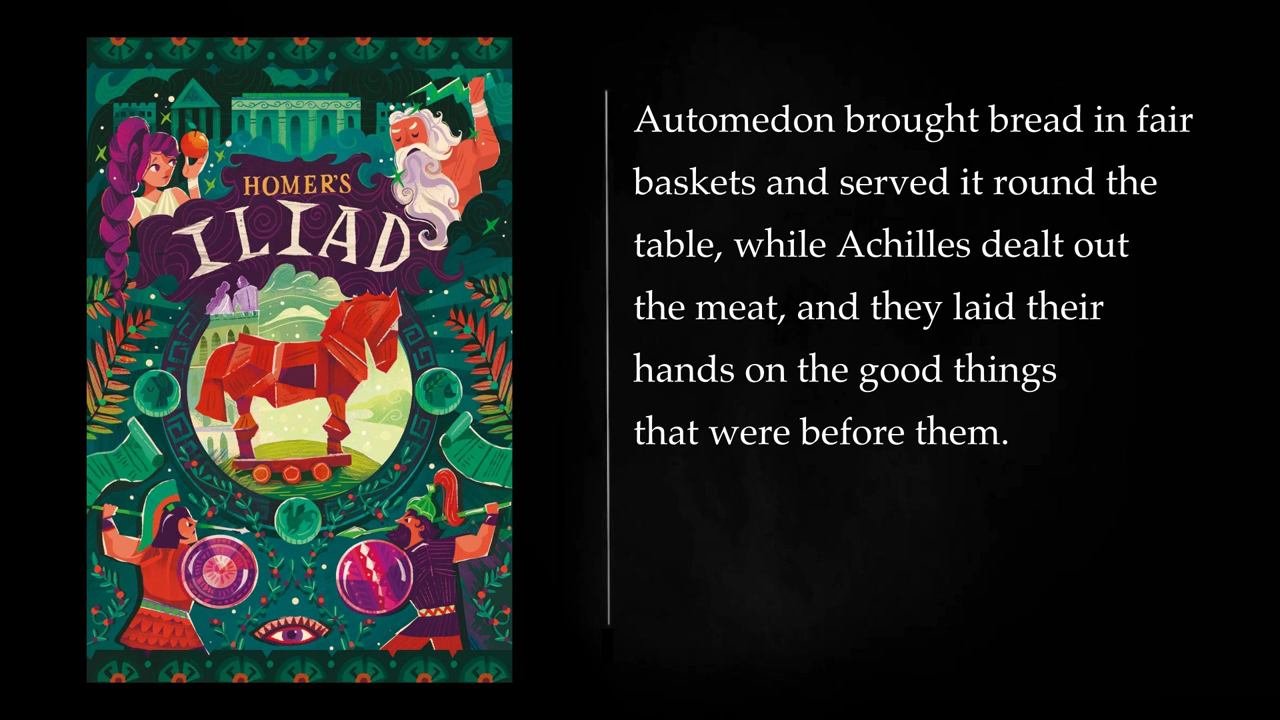 HOMER'S
ILIAD
Automedon brought bread in fair
baskets and served it round the
table, while Achilles dealt out
the meat, and they laid their
hands on the good things
that were before them.